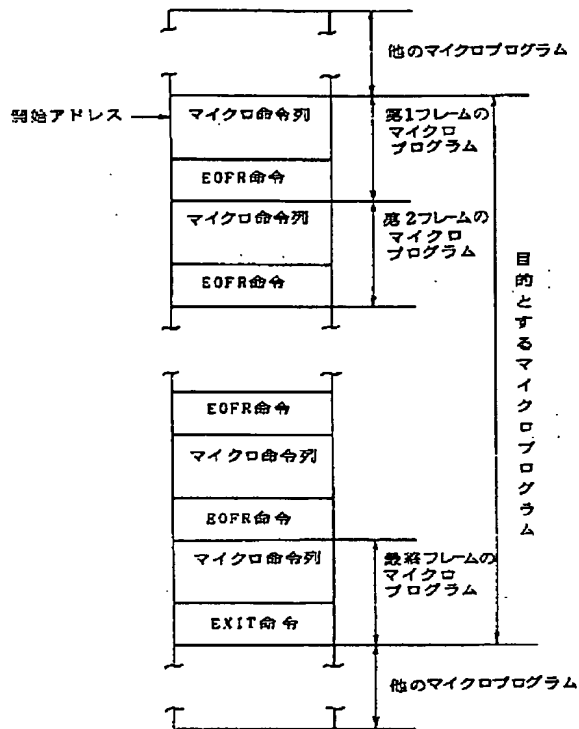 他のマイクロプログラム
開始アドレス
マイクロ命令列
第1フレームの
マイクロ
プログラム
EOFR命令
マイクロ命令列
第2フレームの
マイクロ
プログラム
EOFR命令
目的とするマイクロプログラム
EOFR命令
マイクロ命令列
EOFR命令
マイクロ命令列
最終フレームの
マイクロ
プログラム
EXIT命令
他のマイクロプログラム